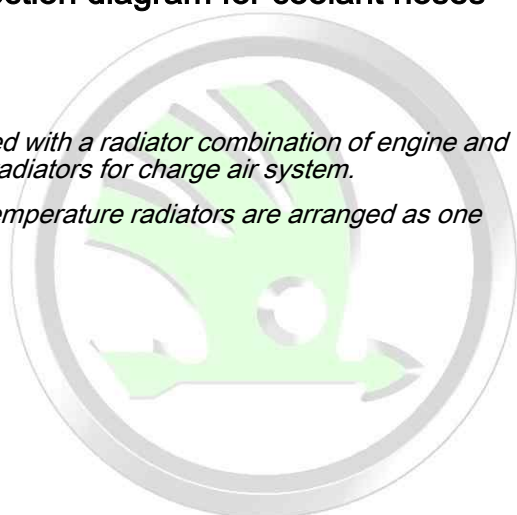 ction diagram for coolant hoses
ed with a radiator combination of engine and
adiators for charge air system.
emperature radiators are arranged as one